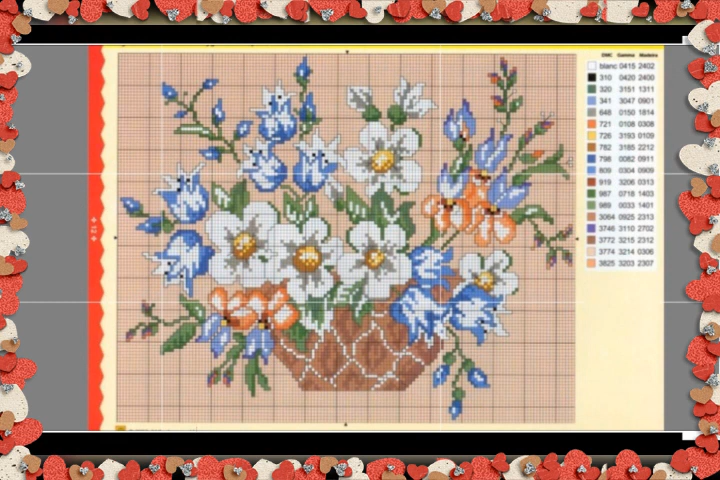 DMC Gamma Madeira
blanc 0415 2402
310 0420 2400
320 3151 1311
341 3047 0901
648 0150 1814
721 0108 0308
726 3193 0109
782 3185 2212
798 0062 0911
809 0304 0909
919 3206 0313
987 0718 1403
989 0033 1401
3064 0925 2313
3746 3110 2702
3772 3215 2312
3774 3214 0306
3825 3203 2307
12